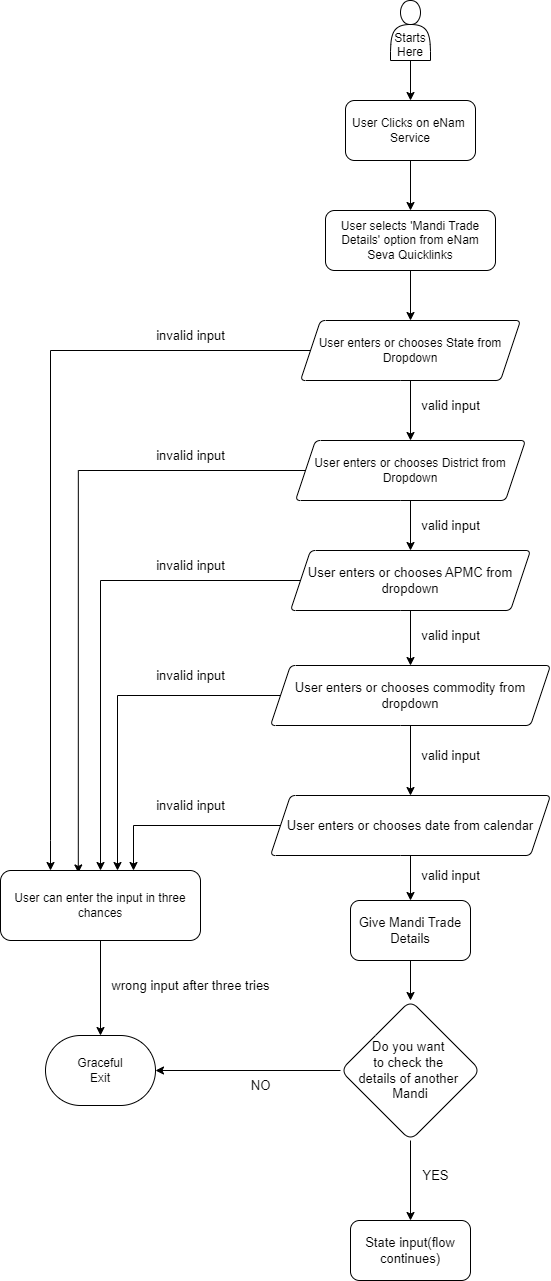 Starts
Here
User Clicks on eNam
Service
User selects 'Mandi Trade
Details' option from eNam
Seva Quicklinks
invalid input
User enters or chooses State from
Dropdown
valid input
invalid input
User enters or chooses District from
Dropdown
valid input
invalid input
User enters or chooses APMC from
dropdown
valid input
invalid input
User enters or chooses commodity from
dropdown
valid input
invalid input
User enters or chooses date from calendar
valid input
User can enter the input in three
chances
Give Mandi Trade
Details
wrong input after three tries
Do you want
to check the
details of another
Mandi
Graceful
Exit
NO
YES
State input(flow
continues)